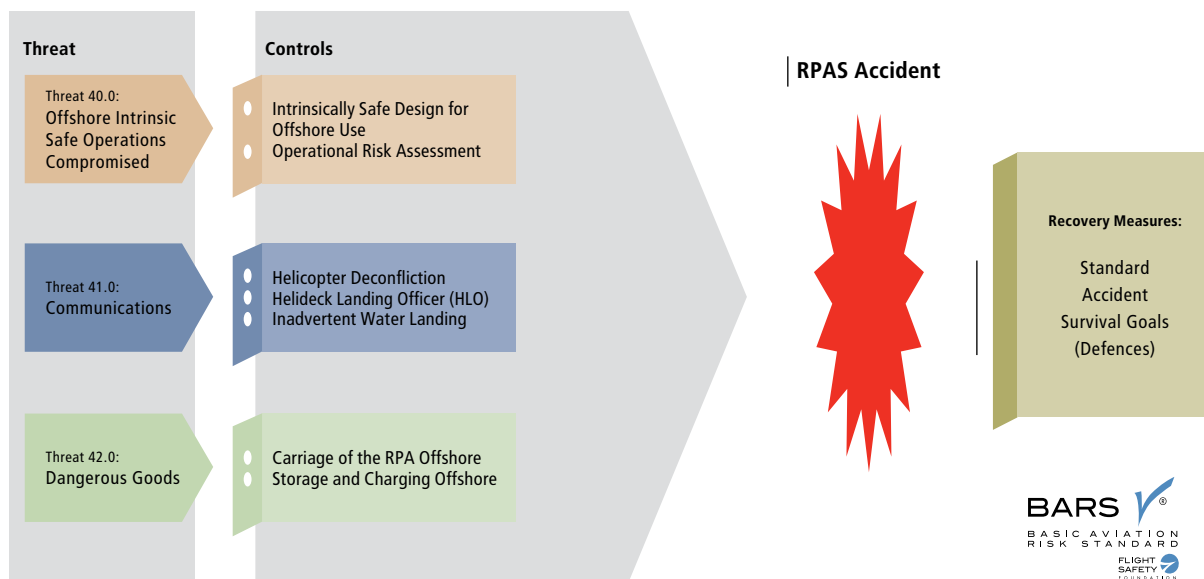 Threat
Controls
RPAS Accident
Threat 40.0:
Offshore Intrinsic
Safe Operations
Compromised
Intrinsically Safe Design for
Offshore Use
Operational Risk Assessment
Threat 41.0:
Communications
Helicopter Deconfliction
Helideck Landing Officer (HLO)
Inadvertent Water Landing
Threat 42.0:
Dangerous Goods
Carriage of the RPA Offshore
Storage and Charging Offshore
Recovery Measures:
Standard
Accident
Survival Goals
(Defences)
BARS ®
BASIC AVIATION
RISK STANDARD
FLIGHT
SAFETY
FOUNDATION